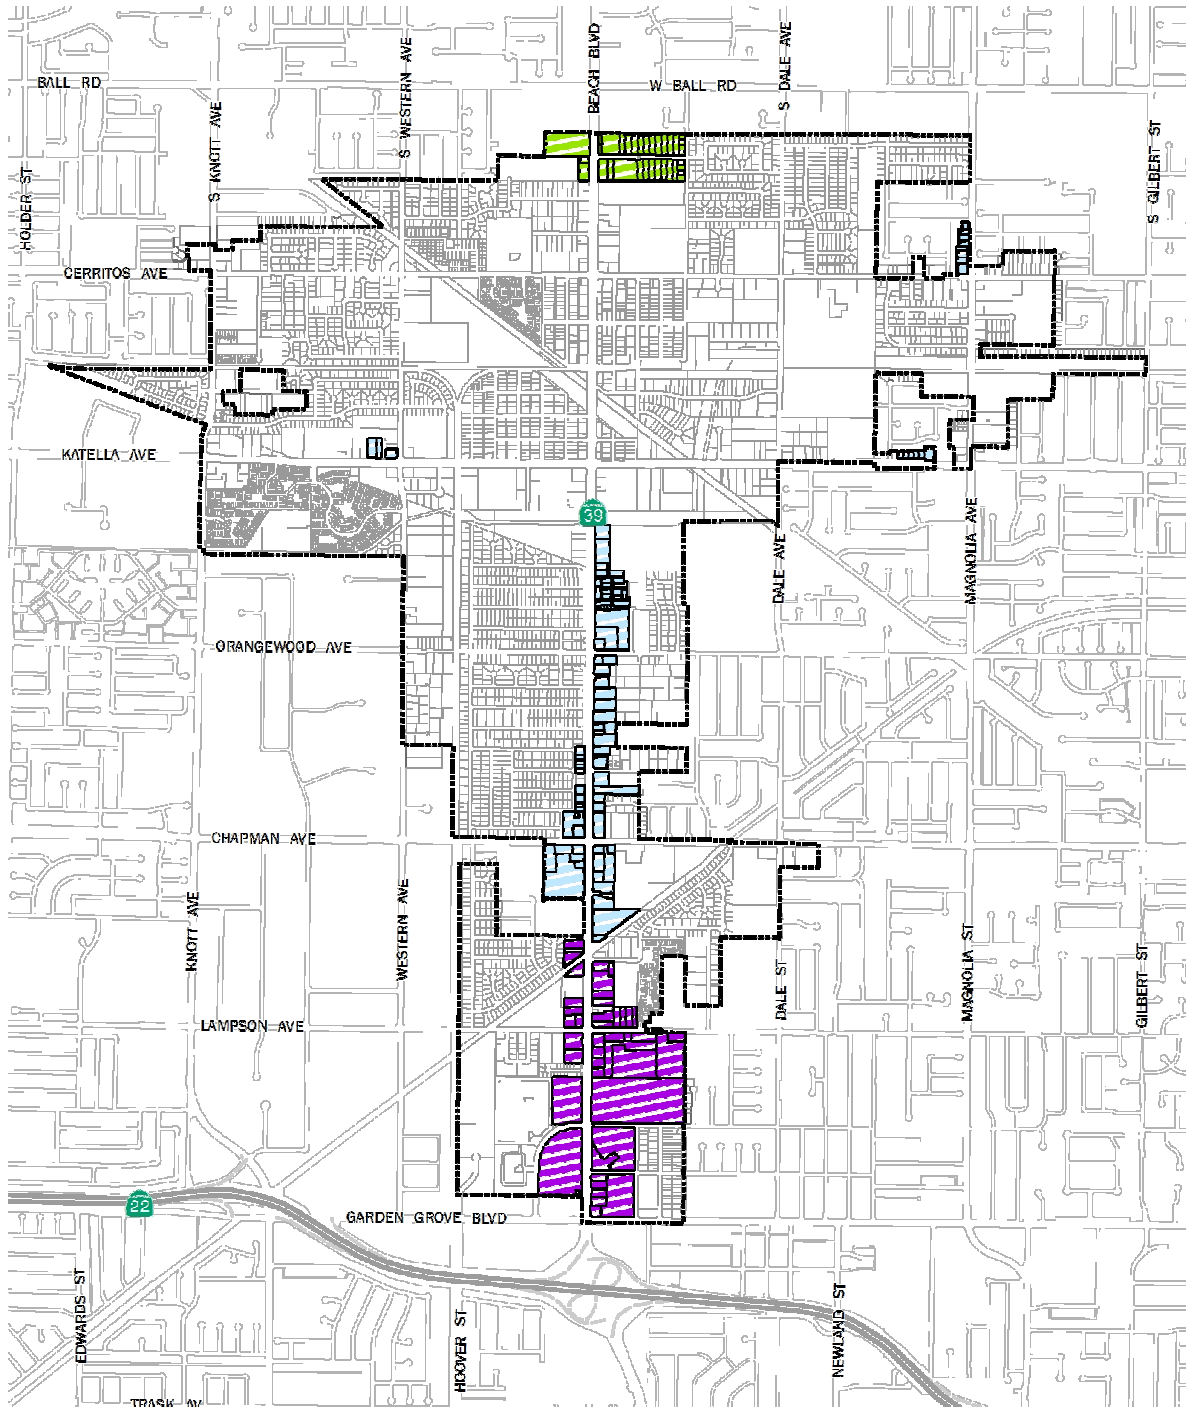 BEACH BLVD
S DALE AVE
S WESTERN AVE
BALL RD
W BALL RD
S KNOTT AVE
S GILBERT ST
HOLDER ST
CERRITOS AVE
KATELLA AVE
39
DALE AVE
MAGNOLIA AVE
ORANGEWOOD AVE
CHAPMAN AVE
KNOTT AVE
WESTERN AVE
MAGNOLIA ST
DALE ST
GILBERT ST
LAMPSON AVE
22
GARDEN GROVE BLVD
EDWARDS ST
HOOVER ST
NEWLAND ST
TRASK AV